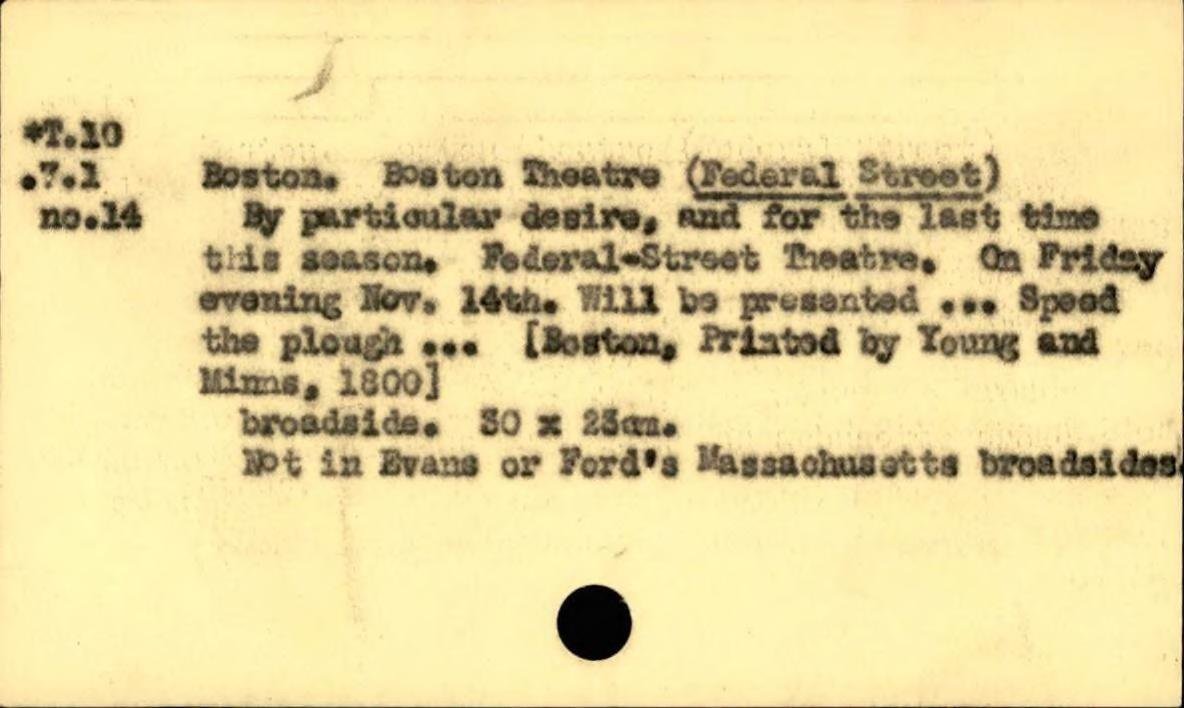 *T.10
.7.1 Boston. Boston Theatre (Federal Street)
no.14 By particular desire, and for the last time
this season. Federal-Street Theatre. On Friday
evening Nov. 14th. Will be presented ... Speed
the plough ... [Boston, Printed by Young and
Minns, 1800]
broadside. 30 x 23cm.
Not in Evans or Ford's Massachusetts broadsides.